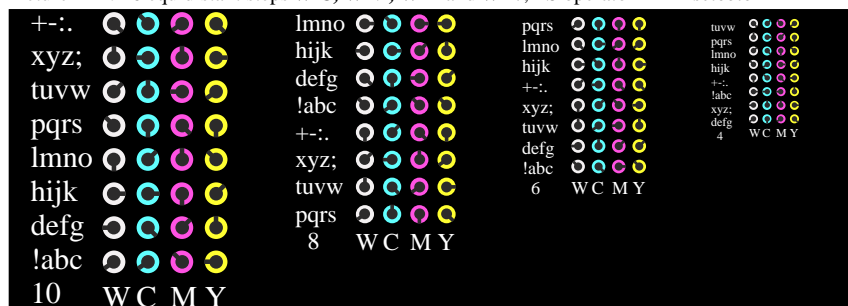 +-:.
xyz;
tuvw
pqrs
lmno
hijk
defg
!abc
10 W C M Y
lmno
hijk
defg
!abc
+-:.
xyz;
tuvw
pqrs
8 W C M Y
pqrs
lmno
hijk
+-:.
xyz;
tuvw
defg
!abc
6 W C M Y
tuvw
pqrs
lmno
hijk
+-:.
!abc
xyz;
defg
4 W C M Y